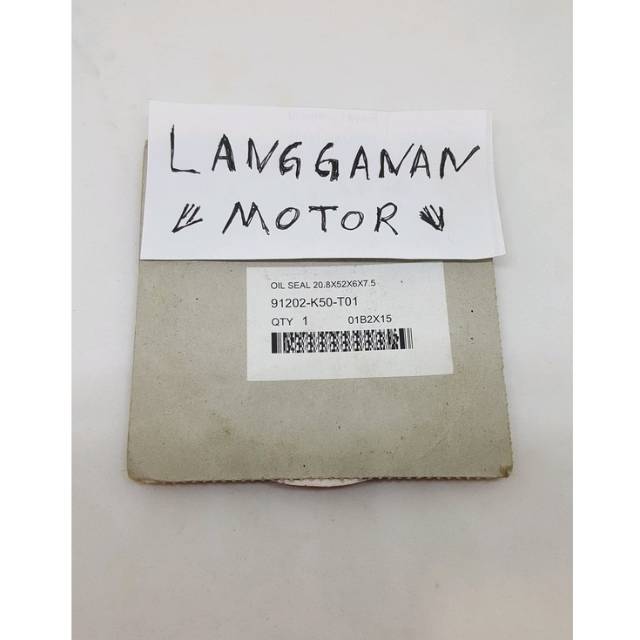 LANGGANAN
MOTOR
OIL SEAL 20.8X52X6X7.5
91202-K50-T01
QTY 1 01B2X15